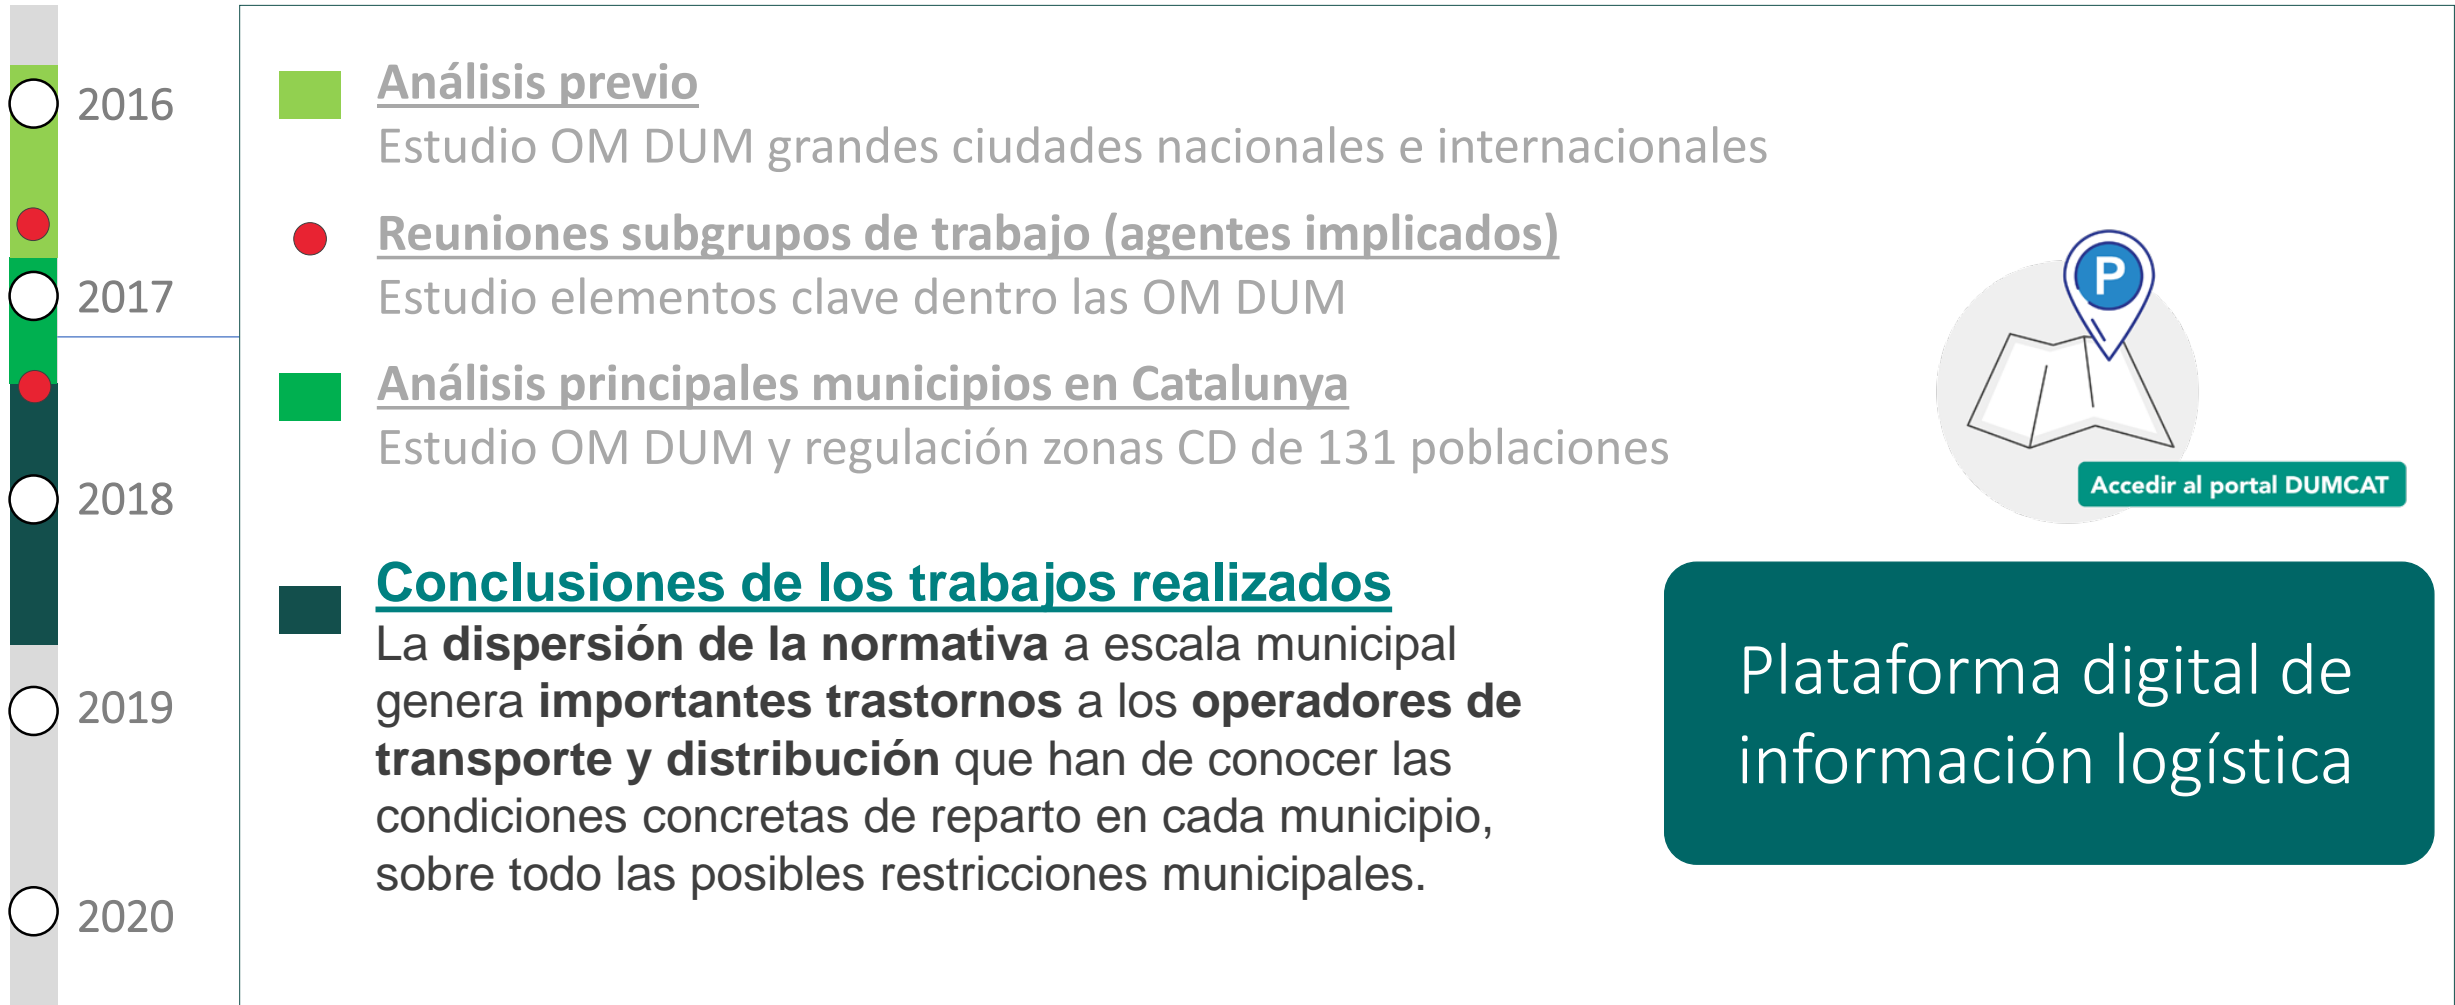 2016
2017
2018
2019
2020
Análisis previo
Estudio OM DUM grandes ciudades nacionales e internacionales
Reuniones subgrupos de trabajo (agentes implicados)
Estudio elementos clave dentro las OM DUM
Análisis principales municipios en Catalunya
Estudio OM DUM y regulación zonas CD de 131 poblaciones
Conclusiones de los trabajos realizados
La dispersión de la normativa a escala municipal
genera importantes trastornos a los operadores de
transporte y distribución que han de conocer las
condiciones concretas de reparto en cada municipio,
sobre todo las posibles restricciones municipales.
P
Accedir al portal DUMCAT
Plataforma digital de
información logística